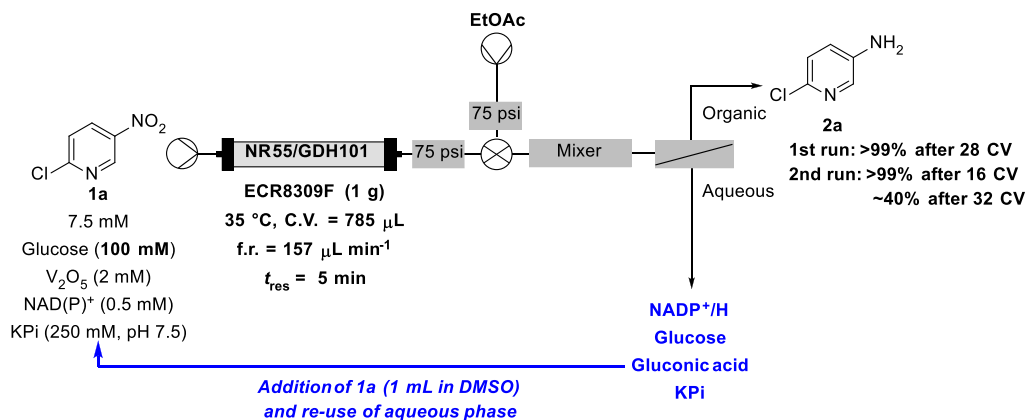 EtOAc
75 psi
NO2
Cl
N
1a
7.5 mM
Glucose (100 mM)
V2O5 (2 mM)
NAD(P)+ (0.5 mM)
KPi (250 mM, pH 7.5)
NR55/GDH101
ECR8309F (1 g)
35 °C, C.V. = 785 μL
f.r. = 157 μL min-1
tres = 5 min
75 psi
Mixer
Organic
Aqueous
NH2
Cl
N
2a
1st run: >99% after 28 CV
2nd run: >99% after 16 CV
~40% after 32 CV
NADP+/H
Glucose
Gluconic acid
KPi
Addition of 1a (1 mL in DMSO)
and re-use of aqueous phase